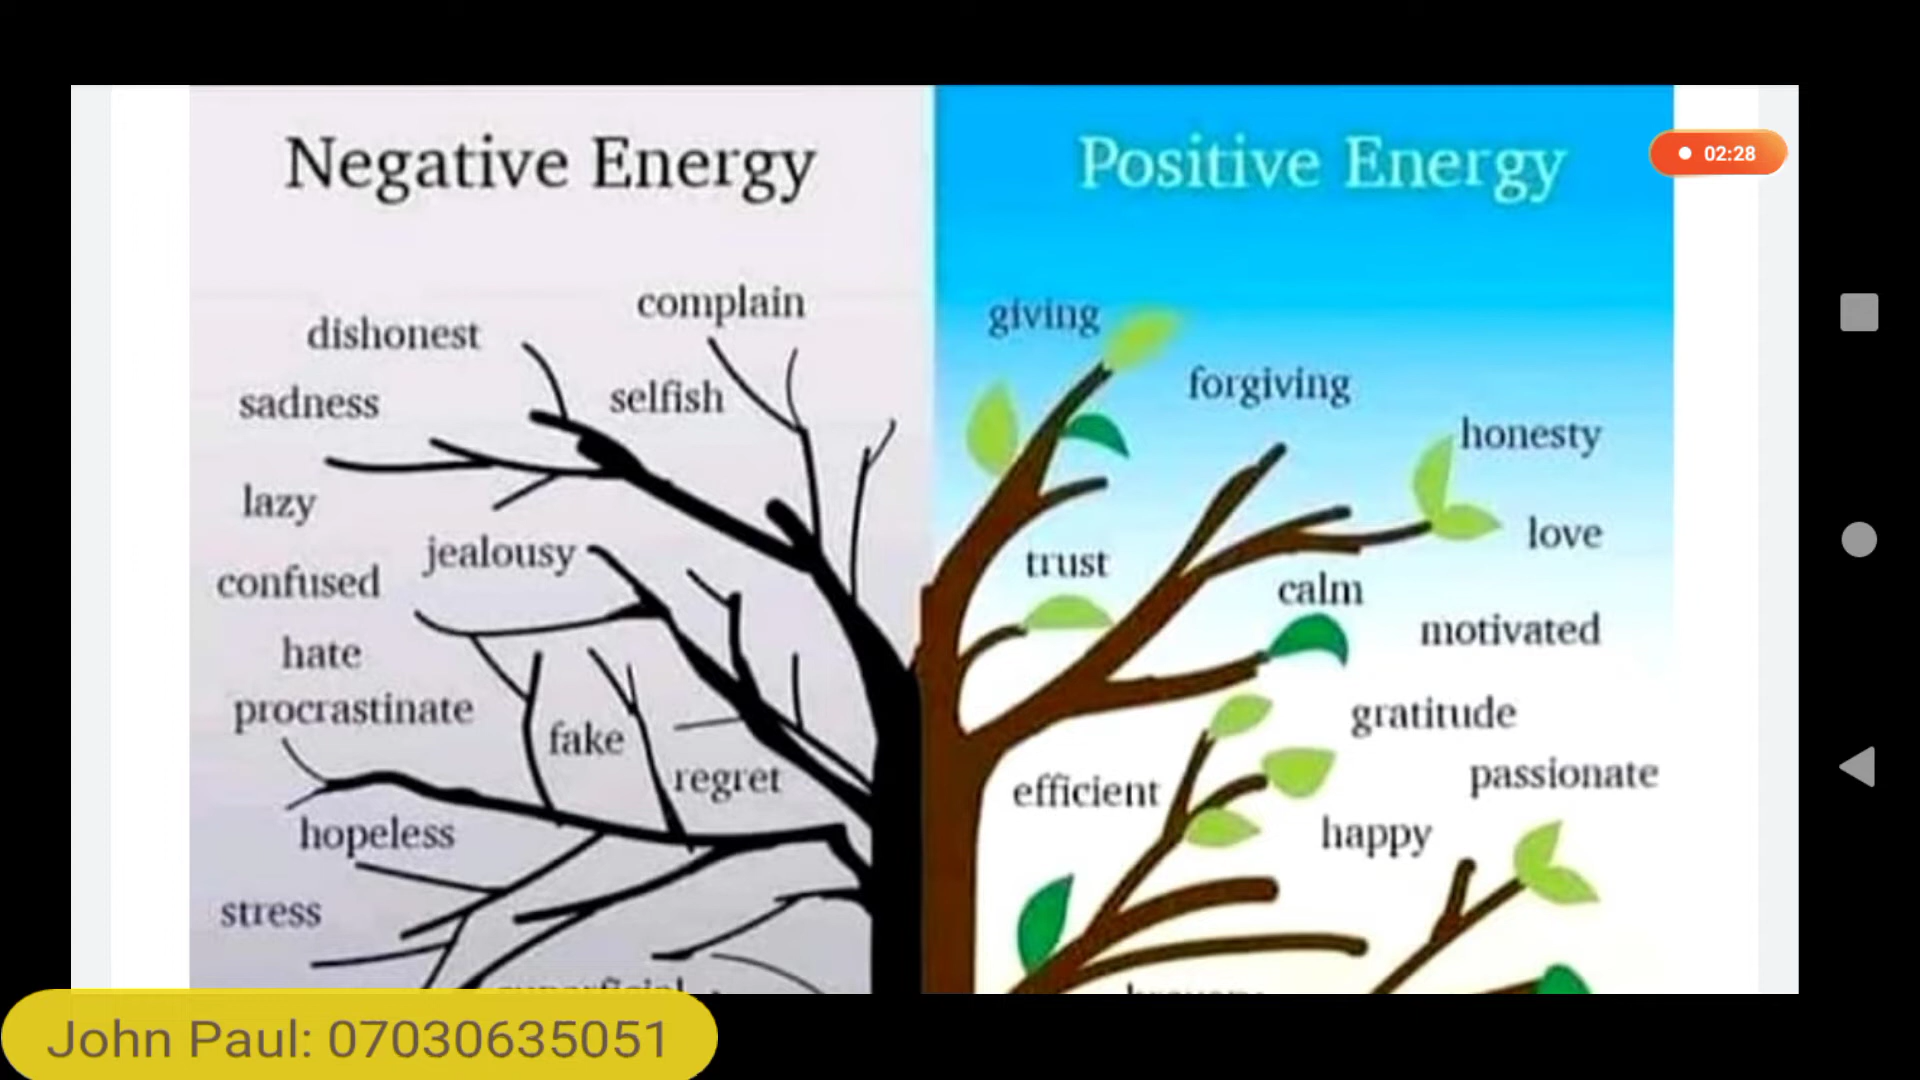 Negative Energy
Positive Energy
02:28
complain
dishonest
selfish
sadness
lazy
jealousy
confused
hate
procrastinate
fake
regret
hopeless
stress
giving
forgiving
honesty
love
trust
calm
motivated
gratitude
passionate
efficient
happy
John Paul: 07030635051